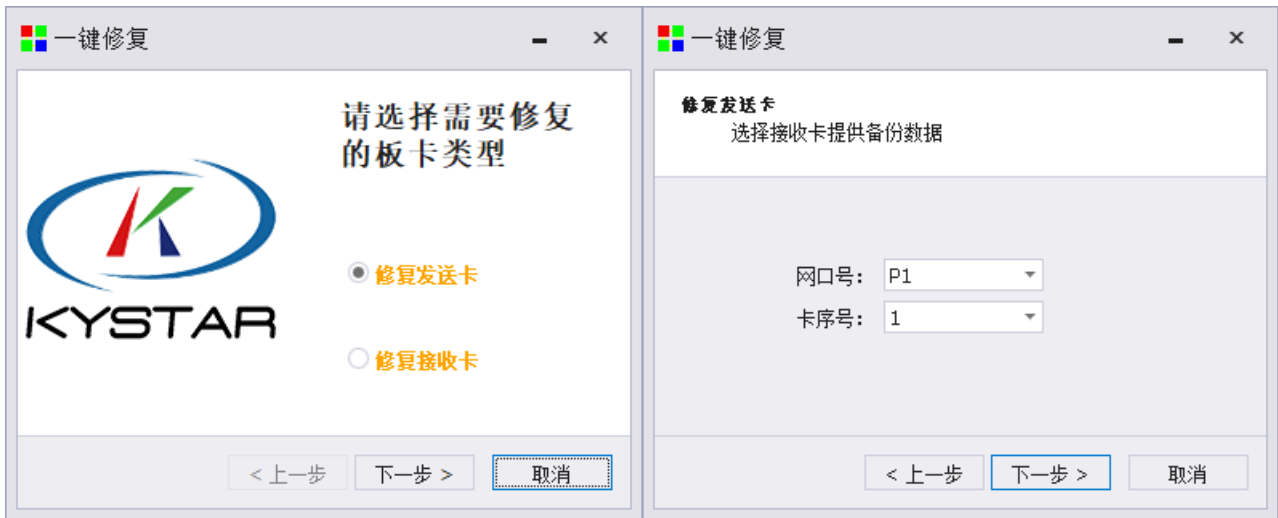 一键修复
请选择需要修复
的板卡类型
KYSTAR
修复发送卡
修复接收卡
< 上一步
下一步 >
取消
一键修复
修复发送卡
选择接收卡提供备份数据
网口号： P1
卡序号： 1
< 上一步
下一步 >
取消